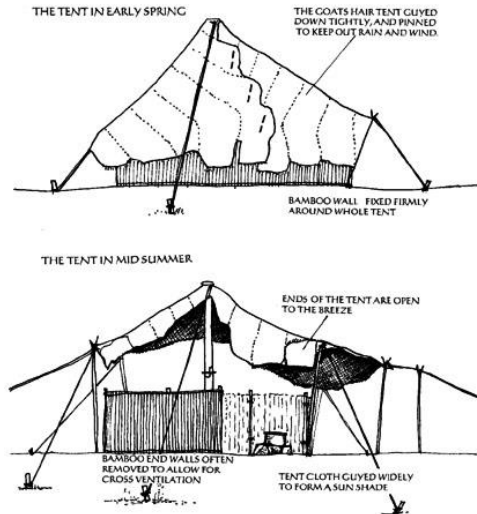 THE TENT IN EARLY SPRING
THE GOATS HAIR TENT GUYED
DOWN TIGHTLY, AND PINNED
TO KEEP OUT RAIN AND WIND.
BAMBOO WALL FIXED FIRMLY
AROUND WHOLE TENT
THE TENT IN MID SUMMER
ENDS OF THE TENT ARE OPEN
TO THE BREEZE
BAMBOO END WALLS OFTEN
REMOVED TO ALLOW FOR
CROSS VENTILATION
TENT CLOTH GUYED WIDELY
TO FORM A SUN SHADE